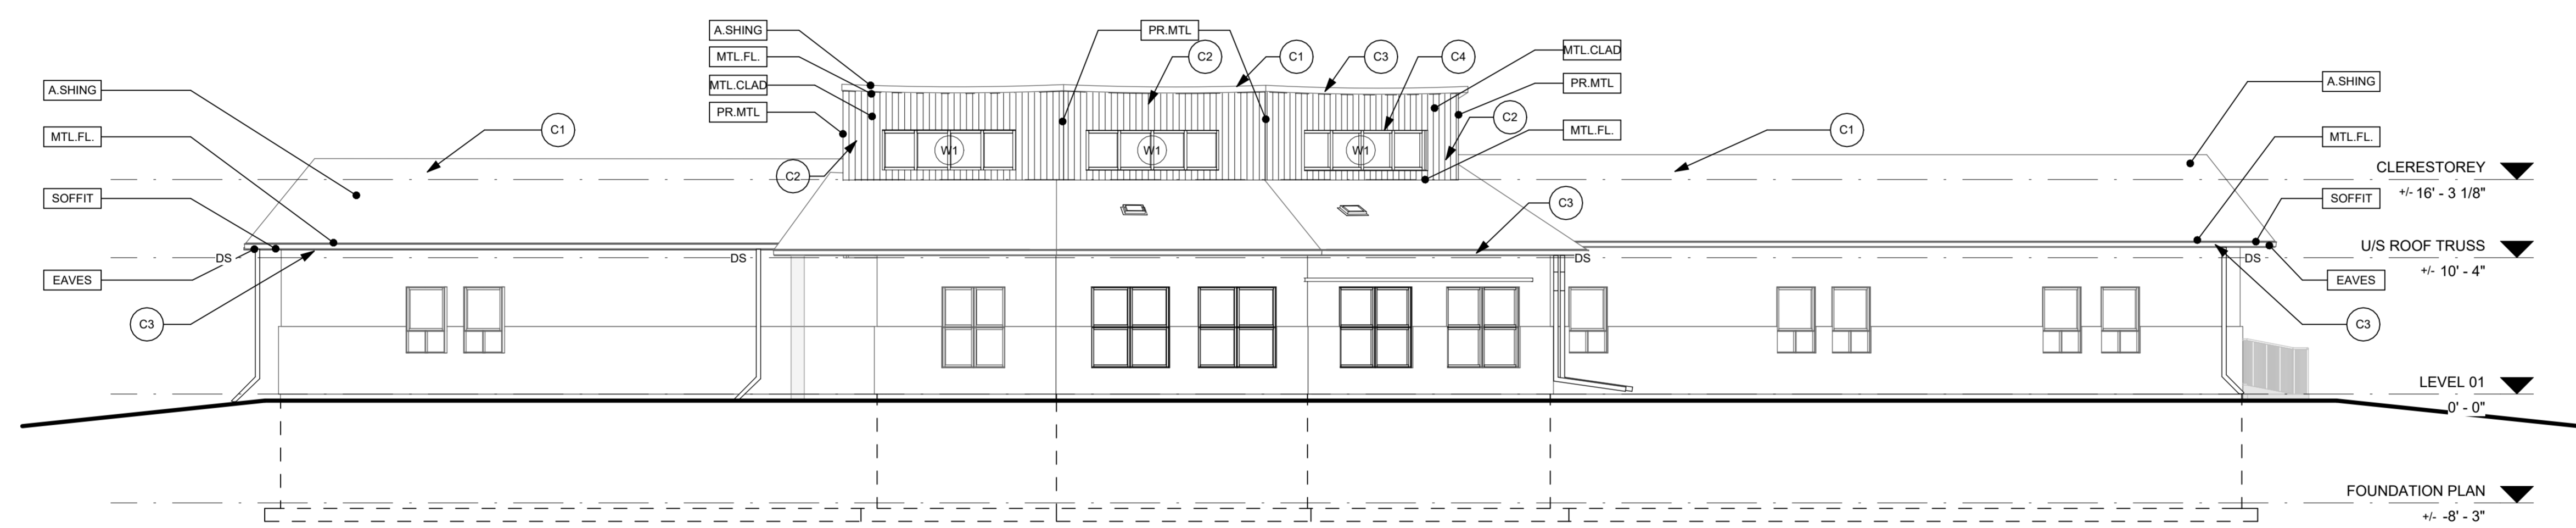 A.SHING
PR.MTL
MTL.FL.
C2
C1
C3
C4
MTL.CLAD
A.SHING
MTL.CLAD
PR.MTL
A.SHING
PR.MTL
C2
MTL.FL.
C1
C1
MTL.FL.
MTL.FL.
W1
W1
W1
CLERESTOREY
C2
+/- 16' - 3 1/8"
SOFFIT
SOFFIT
C3
U/S ROOF TRUSS
DS
DS
DS
DS
+/- 10' - 4"
EAVES
EAVES
C3
C3
LEVEL 01
0' - 0"
FOUNDATION PLAN
+/- -8' - 3"